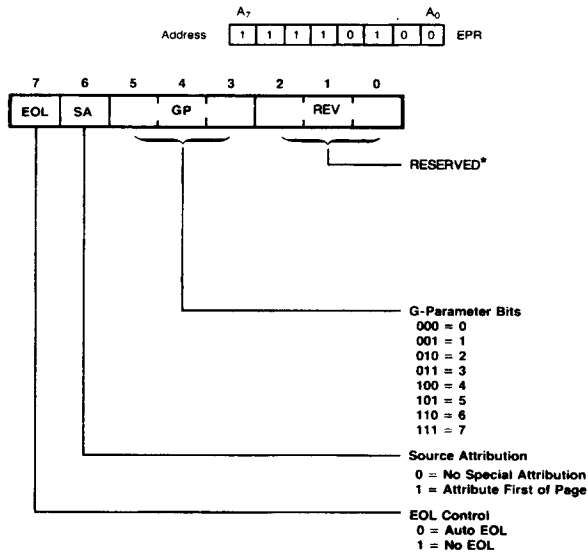 A7 A0
Address 1 1 1 1 0 1 0 0 EPR
7 6 5 4 3 2 1 0
EOL SA GP REV
RESERVED*
G-Parameter Bits
000 = 0
001 = 1
010 = 2
011 = 3
100 = 4
101 = 5
110 = 6
111 = 7
Source Attribution
0 = No Special Attribution
1 = Attribute First of Page
EOL Control
0 = Auto EOL
1 = No EOL